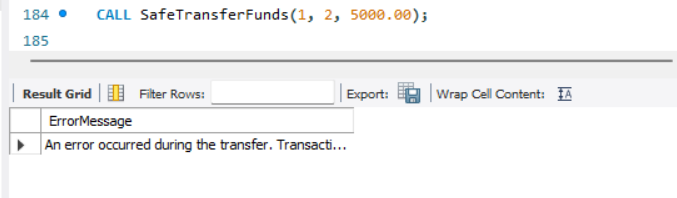 184 CALL SafeTransferFunds(1, 2, 5000.00);
185
Result Grid Filter Rows: Export: Wrap Cell Content: IA
ErrorMessage
An error occurred during the transfer. Transacti...